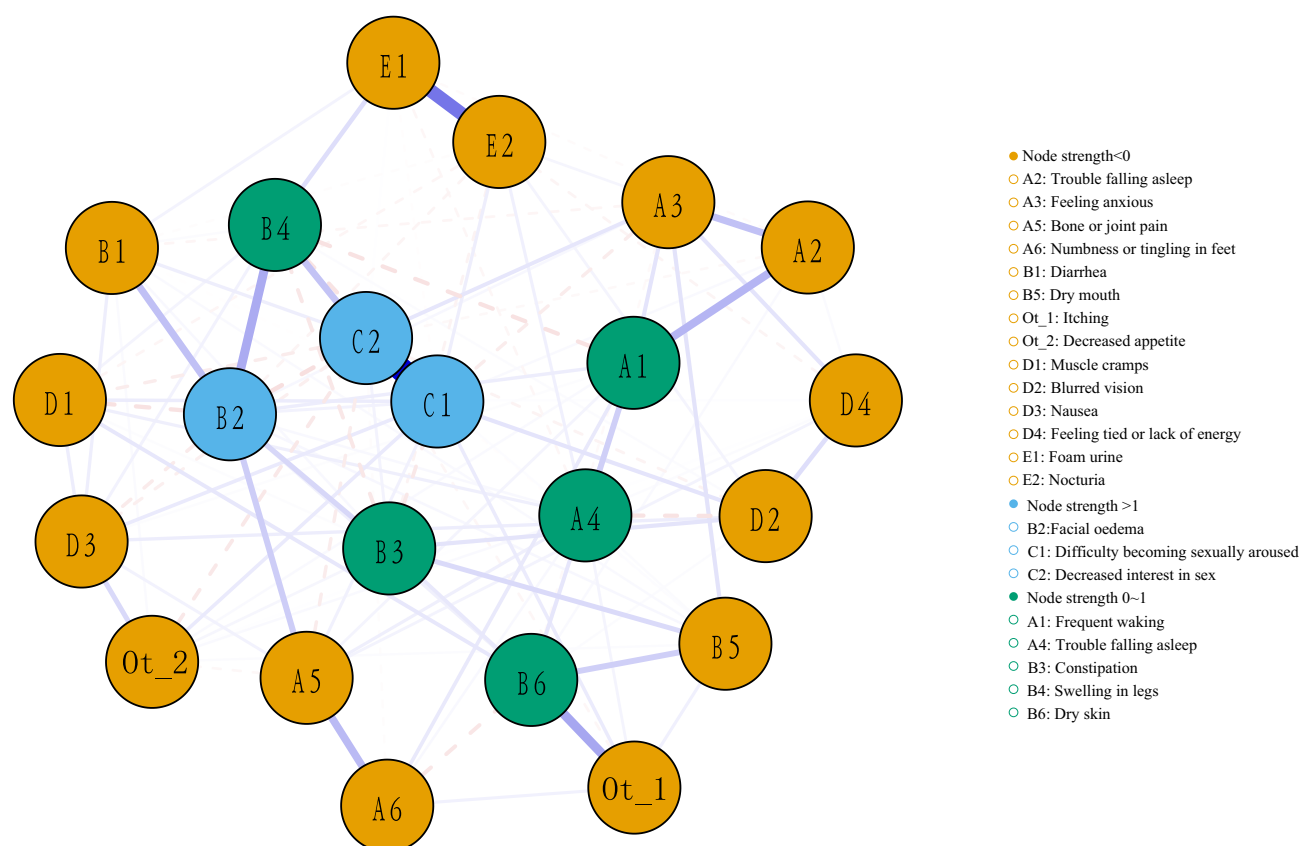 E1
E2
A3
B4
A2
B1
C2
A1
D1
B2
C1
D4
A4
D2
D3
B3
B5
Ot_2
A5
B6
Ot_1
A6
Node strength<0
A2: Trouble falling asleep
A3: Feeling anxious
A5: Bone or joint pain
A6: Numbness or tingling in feet
B1: Diarrhea
B5: Dry mouth
Ot_1: Itching
Ot_2: Decreased appetite
D1: Muscle cramps
D2: Blurred vision
D3: Nausea
D4: Feeling tied or lack of energy
E1: Foam urine
E2: Nocturia
Node strength >1
B2:Facial oedema
C1: Difficulty becoming sexually aroused
C2: Decreased interest in sex
Node strength 0~1
A1: Frequent waking
A4: Trouble falling asleep
B3: Constipation
B4: Swelling in legs
B6: Dry skin